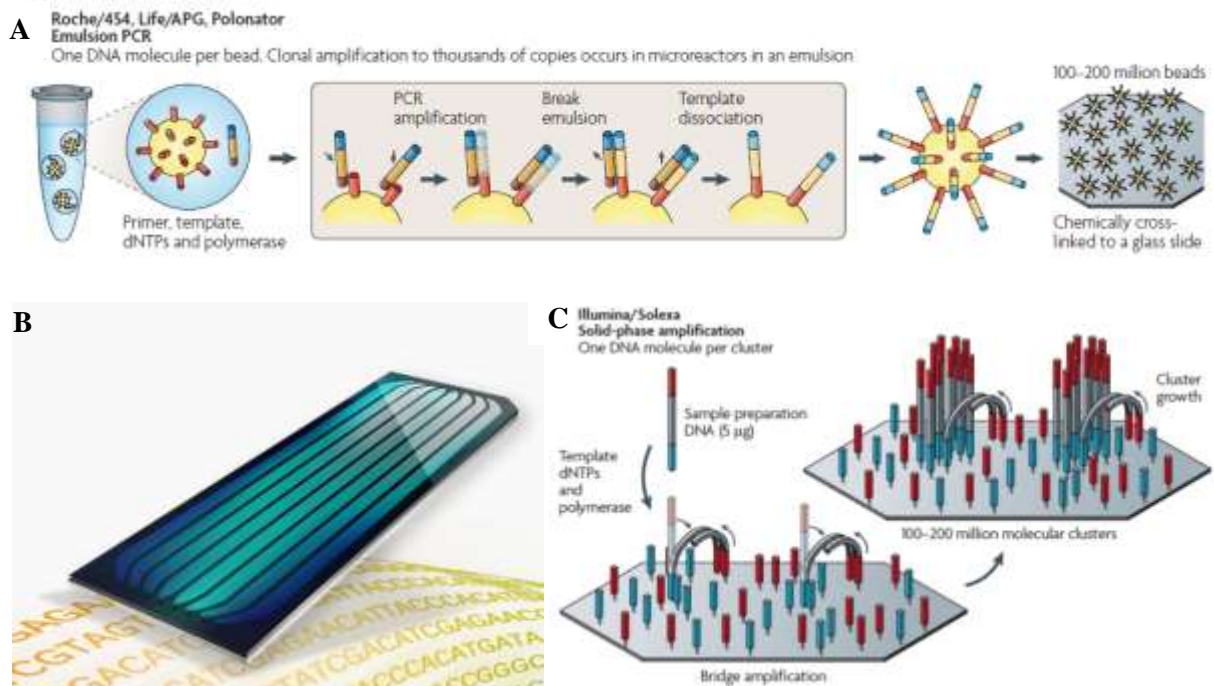 A
Roche/454, Life/APG, Polonator
Emulsion PCR
One DNA molecule per bead. Clonal amplification to thousands of copies occurs in microreactors in an emulsion
Primer, template,
dNTPs and polymerase
PCR
amplification
Break
emulsion
Template
dissociation
100–200 million beads
Chemically cross-
linked to a glass slide
B
GACATCGAGAAC
TATCGACATCGAGAAC
CCCACATGATA
C
Illumina/Solexa
Solid-phase amplification
One DNA molecule per cluster
Sample preparation
DNA (5 µg)
Template
dNTPs
and
polymerase
Bridge amplification
Cluster
growth
100–200 million molecular clusters